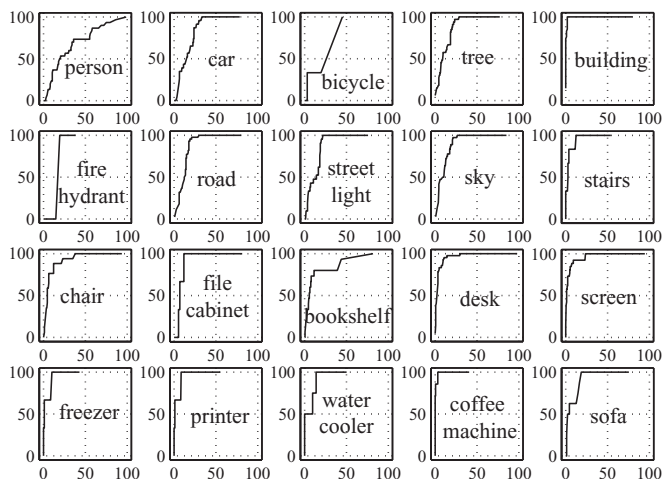 100 100 100 100 100
50 person 50 car 50 bicycle 50 tree 50 building
0 0 0 0 0
0 50 100 0 50 100 0 50 100 0 50 100 0 50 100
100 100 100 100 100
fire street
50 hydrant 50 road 50 light 50 sky 50 stairs
0 0 0 0 0
0 50 100 0 50 100 0 50 100 0 50 100 0 50 100
100 100 100 100 100
file
50 chair 50 cabinet 50 bookshelf 50 desk 50 screen
0 0 0 0 0
0 50 100 0 50 100 0 50 100 0 50 100 0 50 100
100 100 100 100 100
water coffee
50 freezer 50 printer 50 cooler 50 machine 50 sofa
0 0 0 0 0
0 50 100 0 50 100 0 50 100 0 50 100 0 50 100